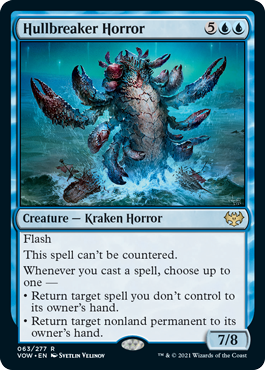 Hullbreaker Horror 5
Creature — Kraken Horror
Flash
This spell can't be countered.
Whenever you cast a spell, choose up to
one —
• Return target spell you don't control to
its owner's hand.
• Return target nonland permanent to its
owner's hand.
7/8
063/277 R
VOW • EN Svetlin Velinov
™ & © 2021 Wizards of the Coast